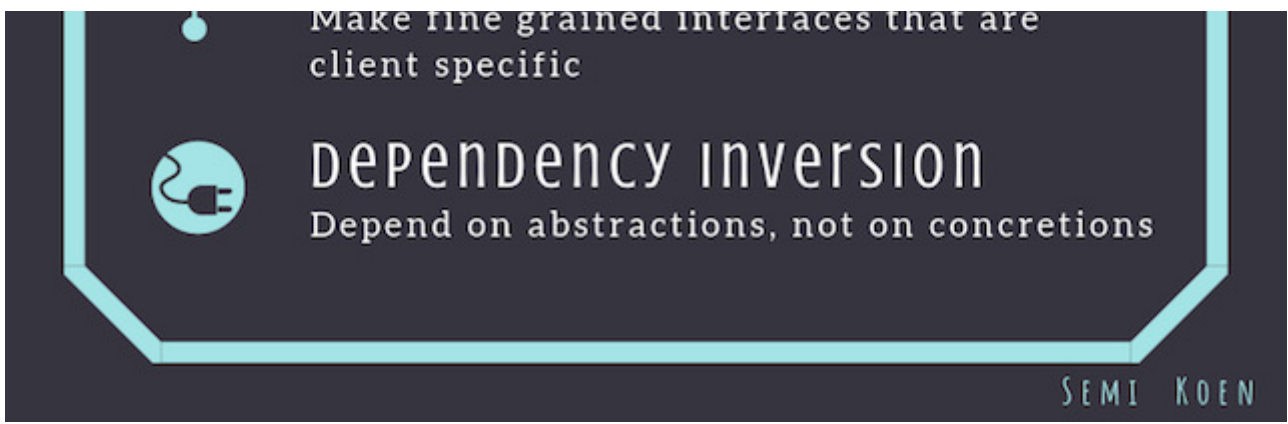 Make fine grained interfaces that are
client specific
DEPENDENCY INVERSION
Depend on abstractions, not on concretions
SEMI KOEN